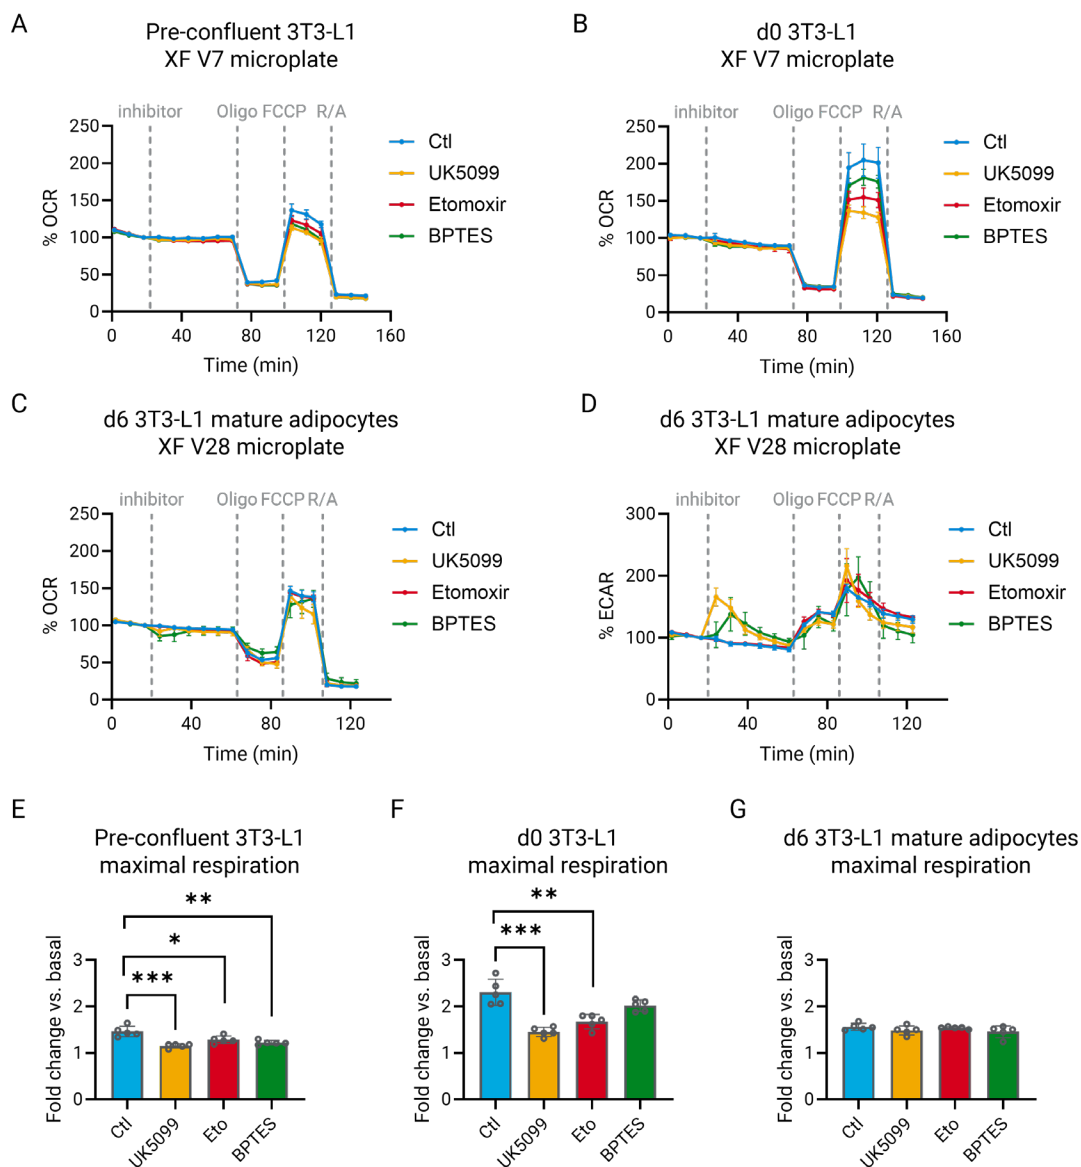 A
Pre-confluent 3T3-L1
XF V7 microplate
inhibitor Oligo FCCP R/A
250
200
150
100
50
0
% OCR
0 40 80 120 160
Time (min)
Ctl
UK5099
Etomoxir
BPTES
B
d0 3T3-L1
XF V7 microplate
inhibitor Oligo FCCP R/A
250
200
150
100
50
0
% OCR
0 40 80 120 160
Time (min)
Ctl
UK5099
Etomoxir
BPTES
C
d6 3T3-L1 mature adipocytes
XF V28 microplate
inhibitor Oligo FCCP R/A
250
200
150
100
50
0
% OCR
0 40 80 120
Time (min)
Ctl
UK5099
Etomoxir
BPTES
D
d6 3T3-L1 mature adipocytes
XF V28 microplate
inhibitor Oligo FCCP R/A
300
200
100
0
% ECAR
0 40 80 120
Time (min)
Ctl
UK5099
Etomoxir
BPTES
E
Pre-confluent 3T3-L1
maximal respiration
**
*
***
3
2
1
0
Fold change vs. basal
Ctl
UK5099
Eto
BPTES
F
d0 3T3-L1
maximal respiration
**
***
3
2
1
0
Fold change vs. basal
Ctl
UK5099
Eto
BPTES
G
d6 3T3-L1 mature adipocytes
maximal respiration
3
2
1
0
Fold change vs. basal
Ctl
UK5099
Eto
BPTES